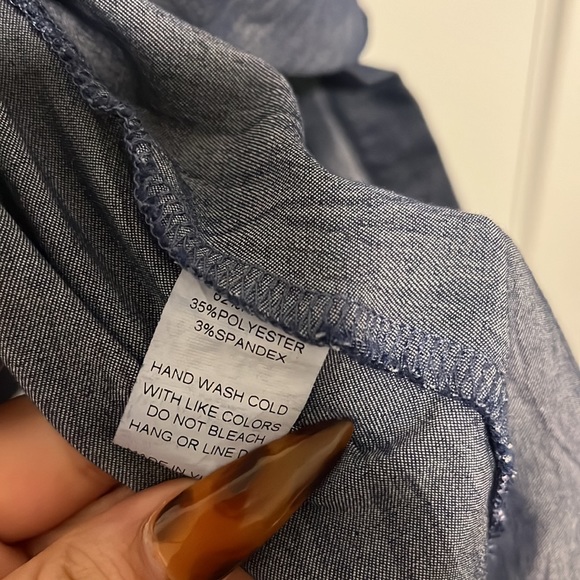 35%POLYESTER
3%SPANDEX
HAND WASH COLD
WITH LIKE COLORS
DO NOT BLEACH
HANG OR LINE